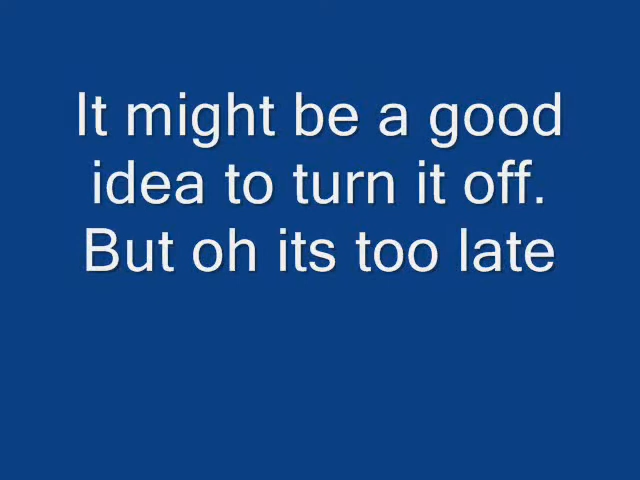 It might be a good
idea to turn it off.
But oh its too late